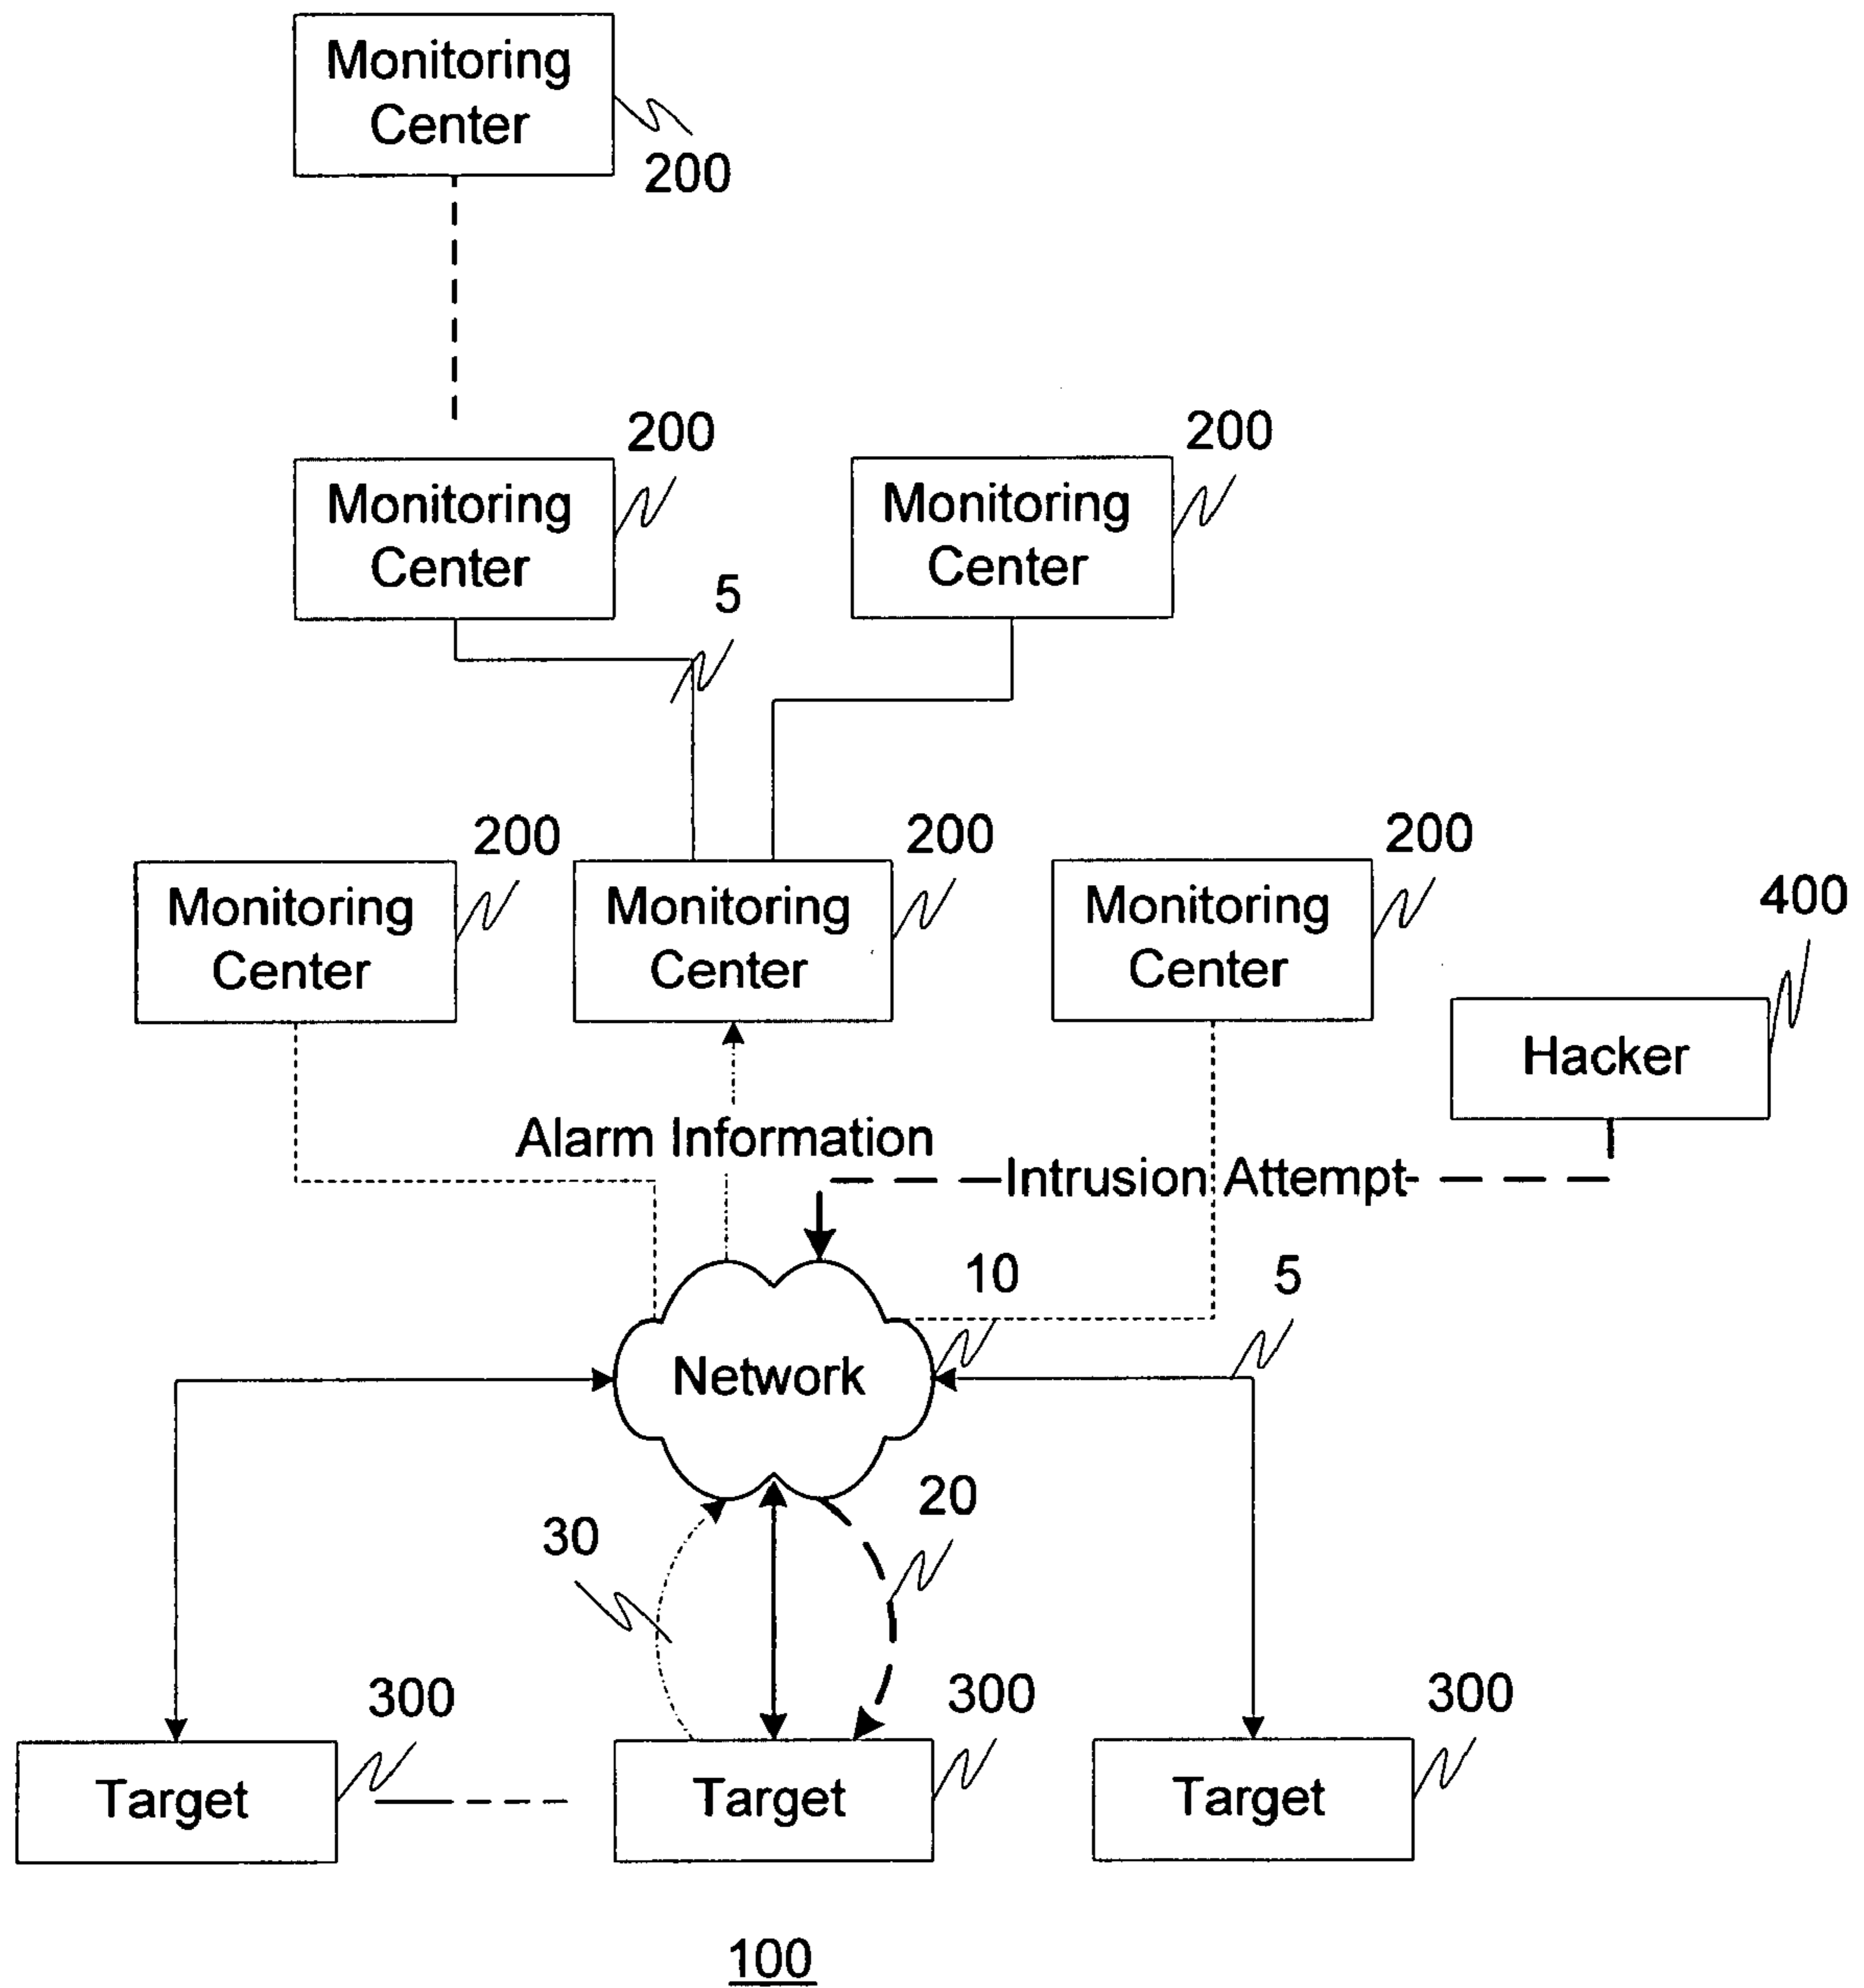 Monitoring
Center
200
200
200
Monitoring
Center
Monitoring
Center
5
200
200
200
Monitoring
Center
Monitoring
Center
Monitoring
Center
400
Hacker
Alarm Information
Intrusion Attempt
10
5
Network
20
30
300
300
300
Target
Target
Target
100